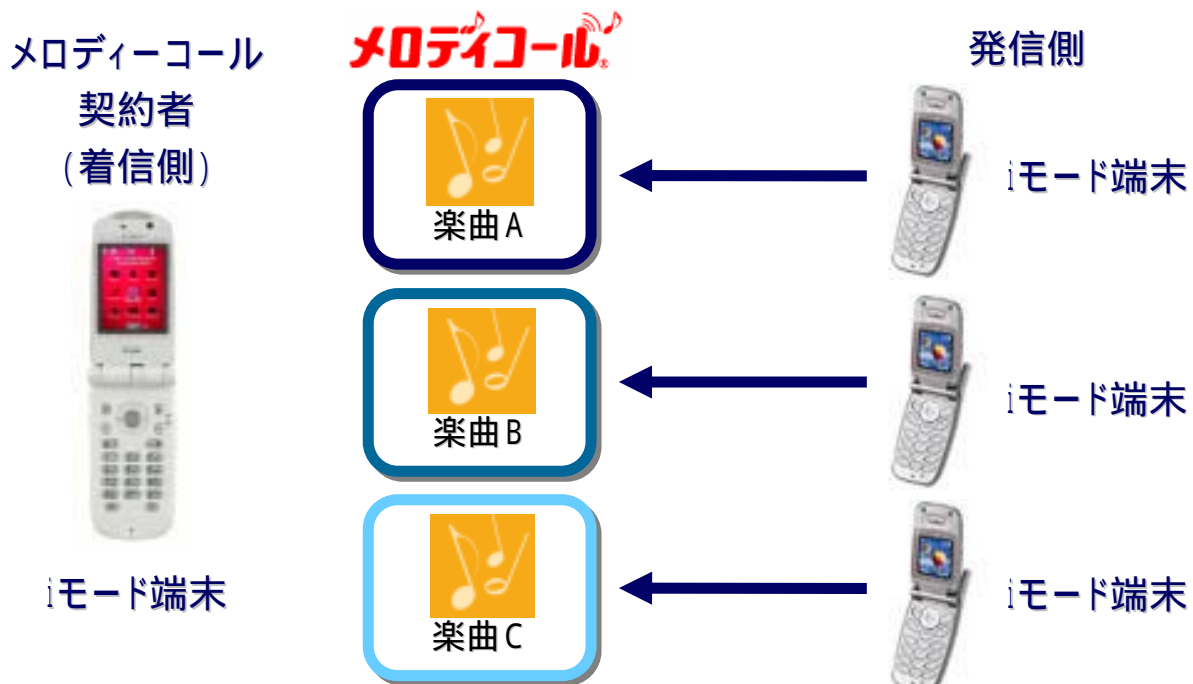 メロディーコール
契約者
(着信側)
iモード端末
メロディコール®
楽曲A
楽曲B
楽曲C
発信側
iモード端末
iモード端末
iモード端末